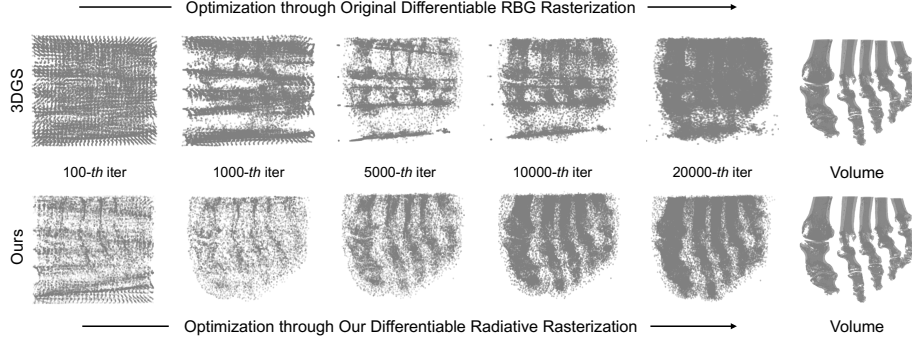 Optimization through Original Differentiable RBG Rasterization
3DGS
100-th iter 1000-th iter 5000-th iter 10000-th iter 20000-th iter Volume
Ours
Optimization through Our Differentiable Radiative Rasterization Volume